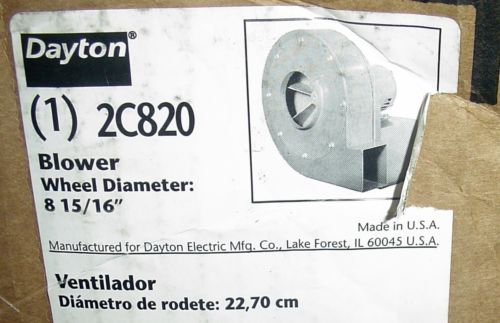 Dayton®
(1) 2C820
Blower
Wheel Diameter:
8 15/16"
Made in U.S.A.
Manufactured for Dayton Electric Mfg. Co., Lake Forest, IL 60045 U.S.A.
Ventilador
Diámetro de rodete: 22,70 cm